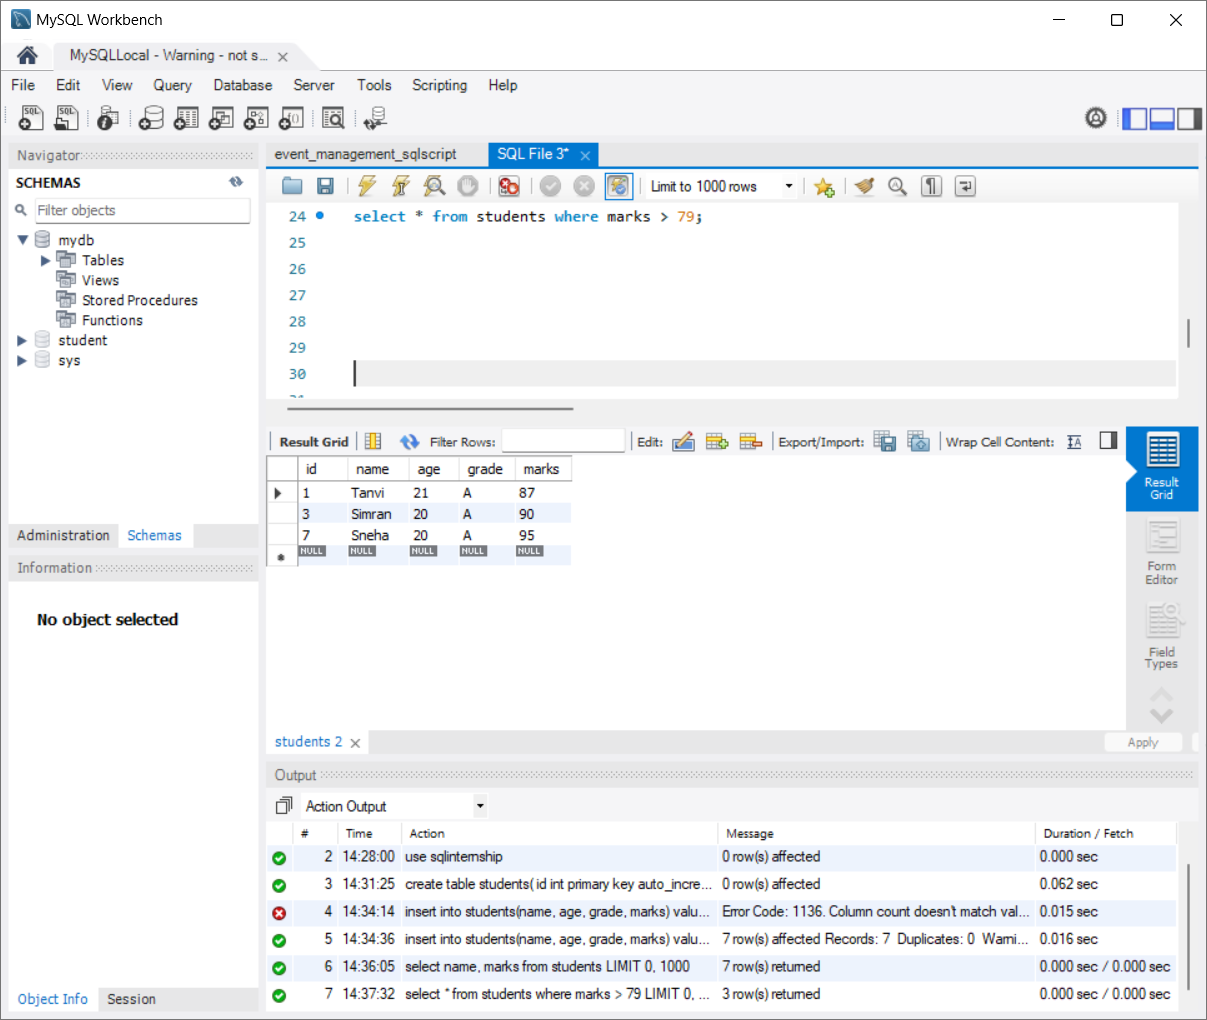 MySQL Workbench
MySQLLocal - Warning - not s...
File Edit View Query Database Server Tools Scripting Help
Navigator
SCHEMAS
Filter objects
mydb
Tables
Views
Stored Procedures
Functions
student
sys
Administration Schemas
Information
No object selected
Object Info Session
event_management_sqlscript SQL File 3*
Limit to 1000 rows
24 select * from students where marks > 79;
25
26
27
28
29
30
Result Grid Filter Rows: Edit: Export/Import: Wrap Cell Content:
id name age grade marks
1 Tanvi 21 A 87
3 Simran 20 A 90
7 Sneha 20 A 95
NULL NULL NULL NULL NULL
Result
Grid
Form
Editor
Field
Types
students 2
Apply
Output
Action Output
# Time Action Message Duration / Fetch
2 14:28:00 use sqlinternship 0 row(s) affected 0.000 sec
3 14:31:25 create table students( id int primary key auto_incre... 0 row(s) affected 0.062 sec
4 14:34:14 insert into students(name, age, grade, marks) valu... Error Code: 1136. Column count doesn't match val... 0.015 sec
5 14:34:36 insert into students(name, age, grade, marks) valu... 7 row(s) affected Records: 7 Duplicates: 0 Warni... 0.016 sec
6 14:36:05 select name, marks from students LIMIT 0, 1000 7 row(s) returned 0.000 sec / 0.000 sec
7 14:37:32 select * from students where marks > 79 LIMIT 0, ... 3 row(s) returned 0.000 sec / 0.000 sec